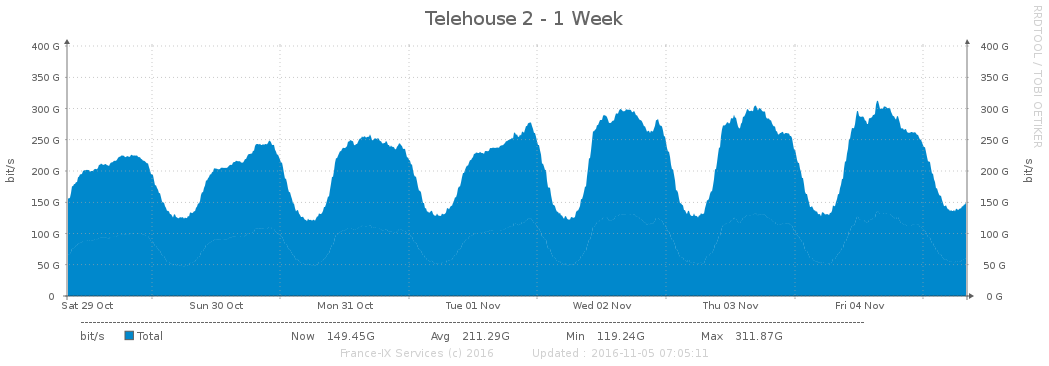 Telehouse 2 - 1 Week
RRDTOOL / TOBI OETIKER
400 G 400 G
350 G 350 G
300 G 300 G
250 G 250 G
200 G 200 G
150 G 150 G
100 G 100 G
50 G 50 G
0 0 G
bit/s bit/s
Sat 29 Oct Sun 30 Oct Mon 31 Oct Tue 01 Nov Wed 02 Nov Thu 03 Nov Fri 04 Nov
bit/s Total Now 149.45G Avg 211.29G Min 119.24G Max 311.87G
France-IX Services (c) 2016 Updated : 2016-11-05 07:05:11